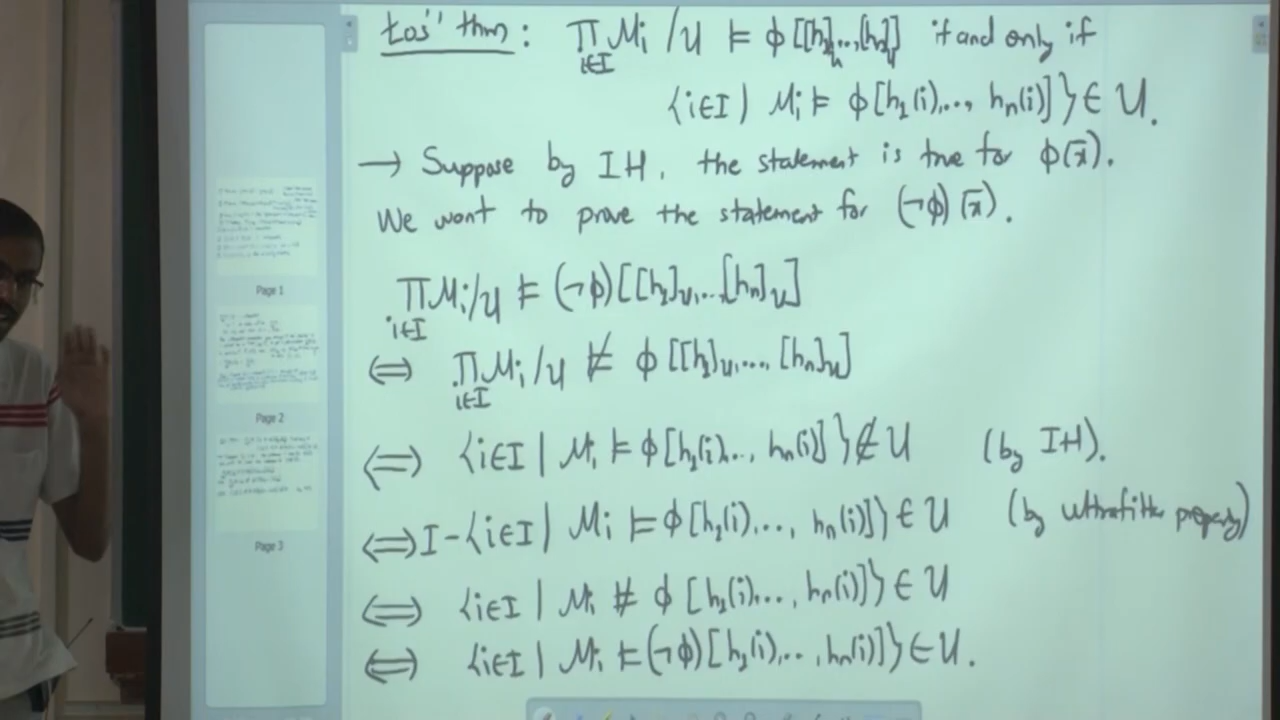 Łos' thm : ∏_{i∈I} M_i / U ⊨ φ[[h_1]_U,..,[h_n]_U] if and only if
{i∈I | M_i ⊨ φ[h_1(i),.., h_n(i)]} ∈ U.
→ Suppose by IH, the statement is true for φ(x̄).
We want to prove the statement for (¬φ)(x̄).
∏_{i∈I} M_i/U ⊨ (¬φ)[[h_1]_U,..,[h_n]_U]
⇔ ∏_{i∈I} M_i/U ⊭ φ[[h_1]_U,...,[h_n]_U]
⇔ {i∈I | M_i ⊨ φ[h_1(i),.., h_n(i)]} ∉ U (by IH).
⇔ I-{i∈I | M_i ⊨ φ[h_1(i),.., h_n(i)]} ∈ U (by ultrafilter property)
⇔ {i∈I | M_i ⊭ φ[h_1(i),.., h_n(i)]} ∈ U
⇔ {i∈I | M_i ⊨ (¬φ)[h_1(i),.., h_n(i)]} ∈ U.
Page 1
Page 2
Page 3